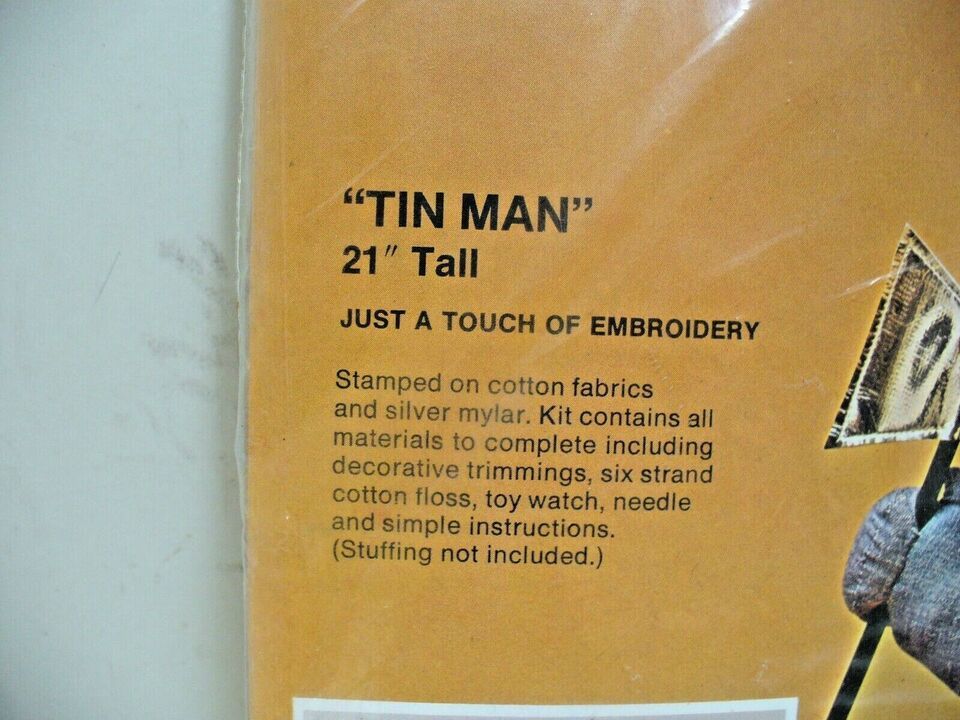 “TIN MAN”
21″ Tall
JUST A TOUCH OF EMBROIDERY
Stamped on cotton fabrics
and silver mylar. Kit contains all
materials to complete including
decorative trimmings, six strand
cotton floss, toy watch, needle
and simple instructions.
(Stuffing not included.)